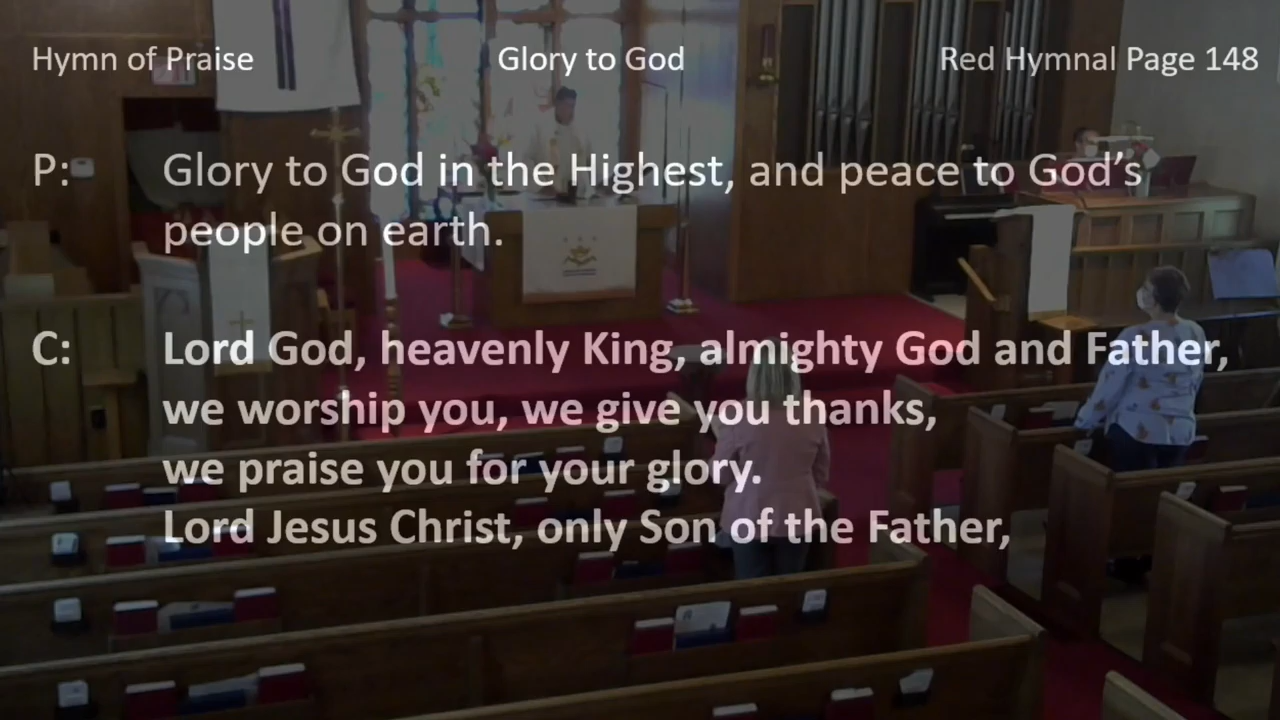 Hymn of Praise Glory to God Red Hymnal Page 148
P: Glory to God in the Highest, and peace to God’s
people on earth.
C: Lord God, heavenly King, almighty God and Father,
we worship you, we give you thanks,
we praise you for your glory.
Lord Jesus Christ, only Son of the Father,